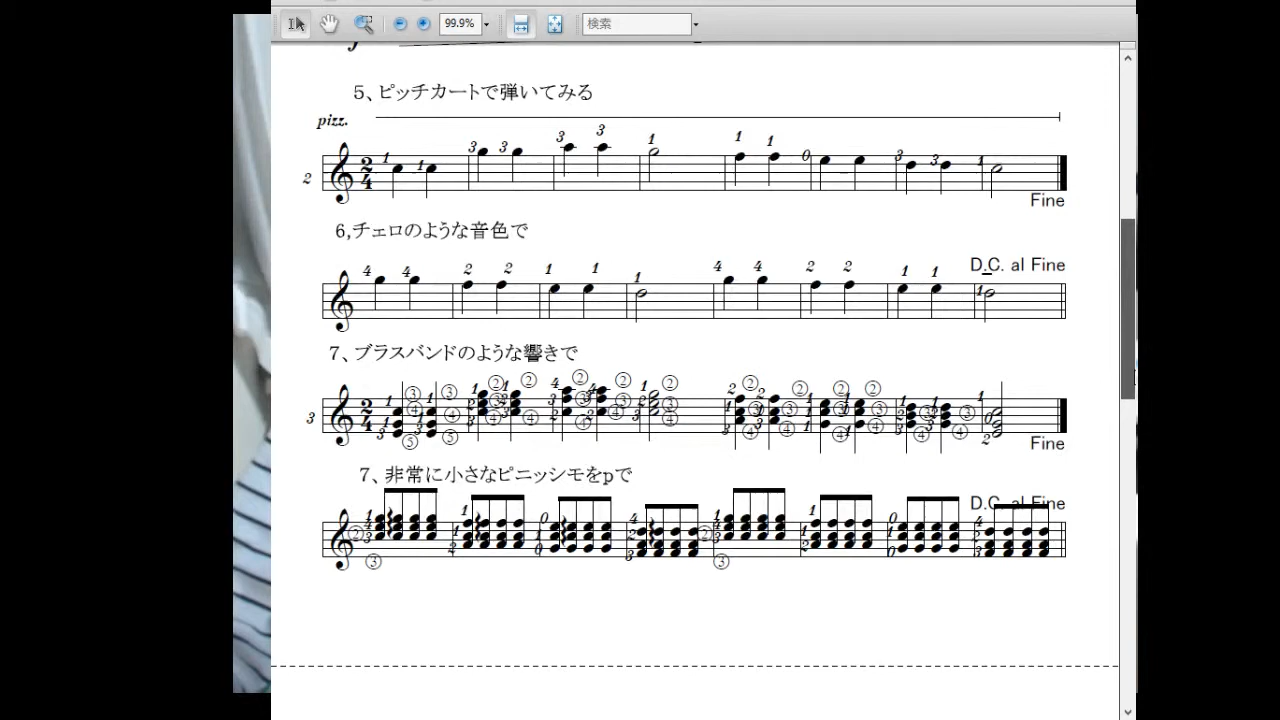 99.9%
検索
5、ピッチカートで弾いてみる
pizz.
2
Fine
6,チェロのような音色で
D.C. al Fine
7、ブラスバンドのような響きで
3
Fine
7、非常に小さなピニッシモをpで
D.C. al Fine